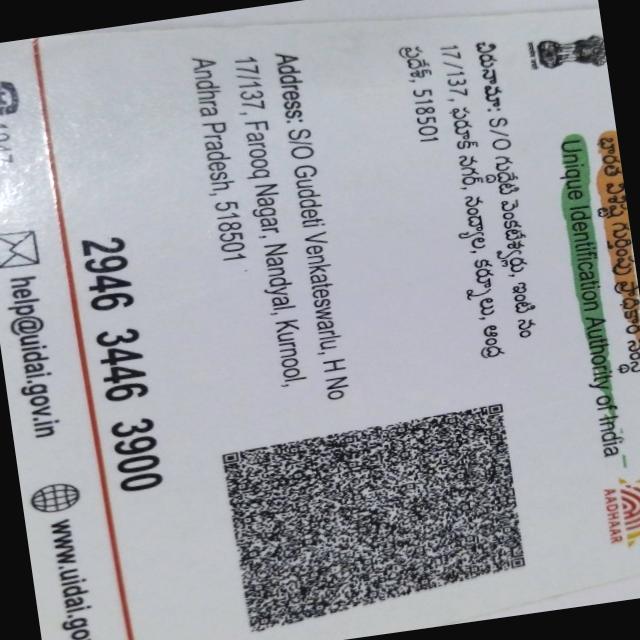 భారత విశిష్ట గుర్తింపు ప్రాధికార సంస్థ
Unique Identification Authority of India
AADHAAR
చిరునామా: S/O గుడ్డేటి వెంకటేశ్వర్లు, ఇంటి నం
17/137, ఫరూక్ నగర్, నంద్యాల, కర్నూలు, ఆంధ్ర
ప్రదేశ్, 518501
Address: S/O Guddeti Venkateswarlu, H No
17/137, Farooq Nagar, Nandyal, Kurnool,
Andhra Pradesh, 518501
2946 3446 3900
1947
help@uidai.gov.in
www.uidai.gov